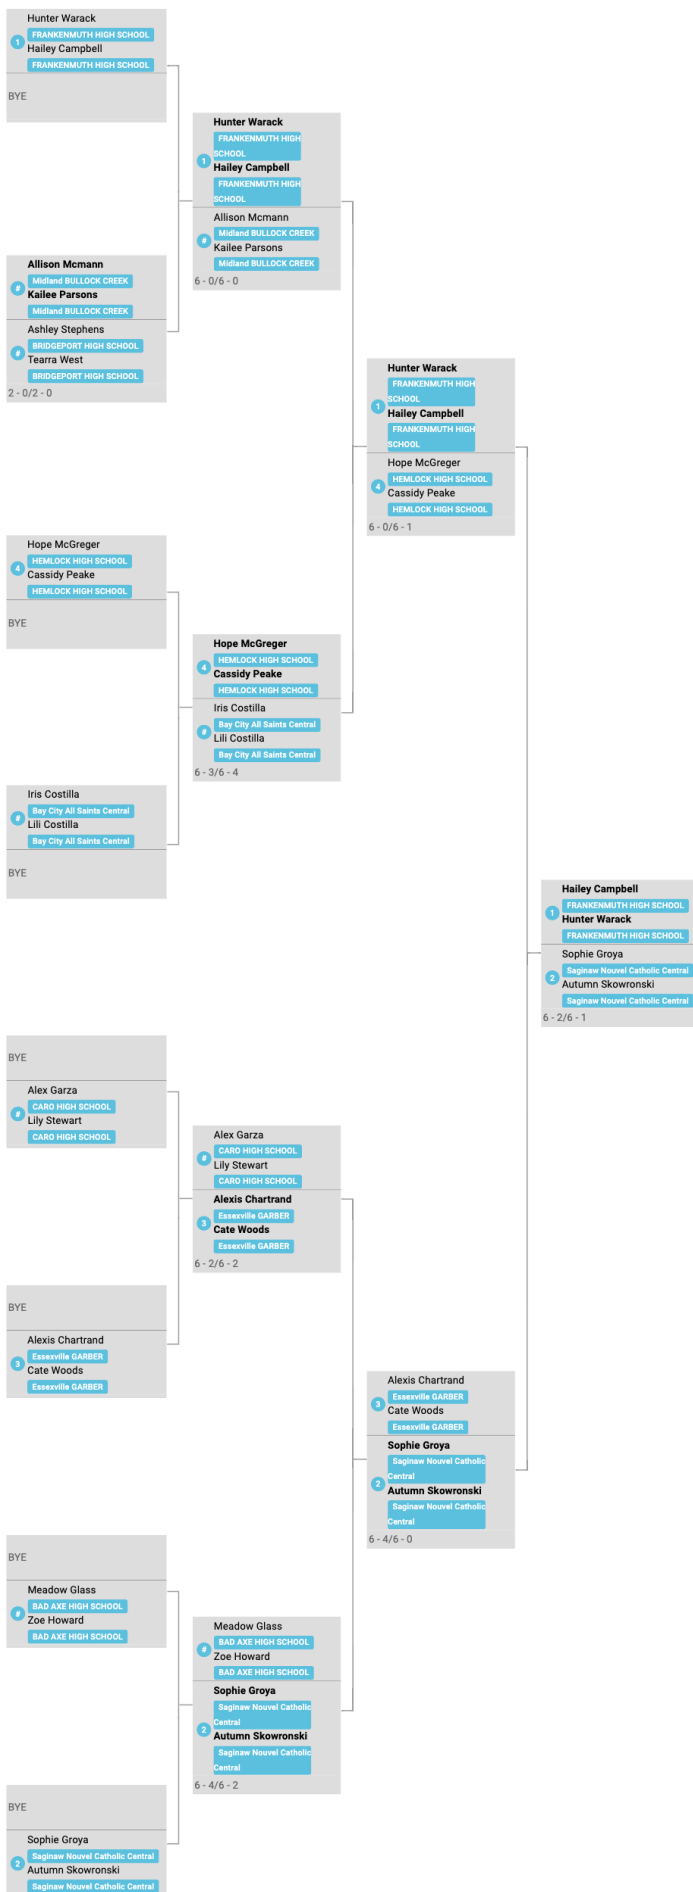 Hunter Warack
1
FRANKENMUTH HIGH SCHOOL
Hailey Campbell
FRANKENMUTH HIGH SCHOOL
BYE
Allison Mcmann
#
Midland BULLOCK CREEK
Kailee Parsons
Midland BULLOCK CREEK
Ashley Stephens
#
BRIDGEPORT HIGH SCHOOL
Tearra West
BRIDGEPORT HIGH SCHOOL
2 - 0/2 - 0
Hope McGreger
4
HEMLOCK HIGH SCHOOL
Cassidy Peake
HEMLOCK HIGH SCHOOL
BYE
Iris Costilla
#
Bay City All Saints Central
Lili Costilla
Bay City All Saints Central
BYE
BYE
Alex Garza
#
CARO HIGH SCHOOL
Lily Stewart
CARO HIGH SCHOOL
BYE
Alexis Chartrand
3
Essexville GARBER
Cate Woods
Essexville GARBER
BYE
Meadow Glass
#
BAD AXE HIGH SCHOOL
Zoe Howard
BAD AXE HIGH SCHOOL
BYE
Sophie Groya
2
Saginaw Nouvel Catholic Central
Autumn Skowronski
Saginaw Nouvel Catholic Central
Hunter Warack
1
FRANKENMUTH HIGH
SCHOOL
Hailey Campbell
FRANKENMUTH HIGH
SCHOOL
Allison Mcmann
#
Midland BULLOCK CREEK
Kailee Parsons
Midland BULLOCK CREEK
6 - 0/6 - 0
Hope McGreger
4
HEMLOCK HIGH SCHOOL
Cassidy Peake
HEMLOCK HIGH SCHOOL
Iris Costilla
#
Bay City All Saints Central
Lili Costilla
Bay City All Saints Central
6 - 3/6 - 4
Alex Garza
#
CARO HIGH SCHOOL
Lily Stewart
CARO HIGH SCHOOL
Alexis Chartrand
3
Essexville GARBER
Cate Woods
Essexville GARBER
6 - 2/6 - 2
Meadow Glass
#
BAD AXE HIGH SCHOOL
Zoe Howard
BAD AXE HIGH SCHOOL
Sophie Groya
2
Saginaw Nouvel Catholic
Central
Autumn Skowronski
Saginaw Nouvel Catholic
Central
6 - 4/6 - 2
Hunter Warack
1
FRANKENMUTH HIGH
SCHOOL
Hailey Campbell
FRANKENMUTH HIGH
SCHOOL
Hope McGreger
4
HEMLOCK HIGH SCHOOL
Cassidy Peake
HEMLOCK HIGH SCHOOL
6 - 0/6 - 1
Alexis Chartrand
3
Essexville GARBER
Cate Woods
Essexville GARBER
Sophie Groya
2
Saginaw Nouvel Catholic
Central
Autumn Skowronski
Saginaw Nouvel Catholic
Central
6 - 4/6 - 0
Hailey Campbell
1
FRANKENMUTH HIGH SCHOOL
Hunter Warack
FRANKENMUTH HIGH SCHOOL
Sophie Groya
2
Saginaw Nouvel Catholic Central
Autumn Skowronski
Saginaw Nouvel Catholic Central
6 - 2/6 - 1